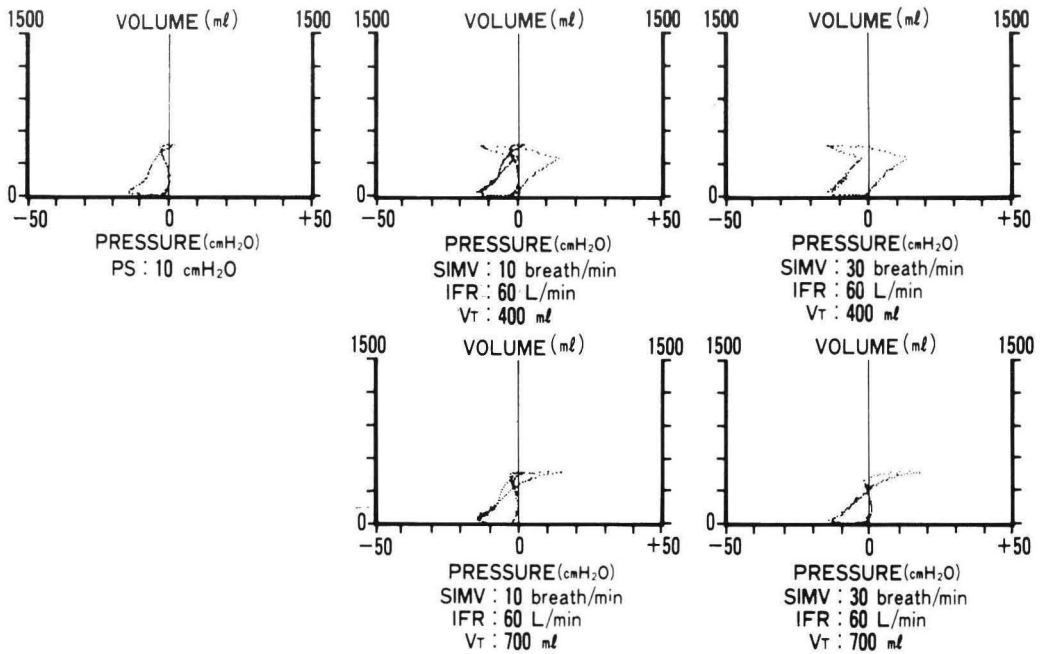 1500 VOLUME(mℓ) 1500
0
−50 0 +50
PRESSURE(cmH₂O)
PS : 10 cmH₂O
1500 VOLUME(mℓ) 1500
0
−50 0 +50
PRESSURE(cmH₂O)
SIMV : 10 breath/min
IFR : 60 L/min
VT : 400 mℓ
1500 VOLUME(mℓ) 1500
0
−50 0 +50
PRESSURE(cmH₂O)
SIMV : 30 breath/min
IFR : 60 L/min
VT : 400 mℓ
1500 VOLUME(mℓ) 1500
0
−50 0 +50
PRESSURE(cmH₂O)
SIMV : 10 breath/min
IFR : 60 L/min
VT : 700 mℓ
1500 VOLUME(mℓ) 1500
0
−50 0 +50
PRESSURE(cmH₂O)
SIMV : 30 breath/min
IFR : 60 L/min
VT : 700 mℓ